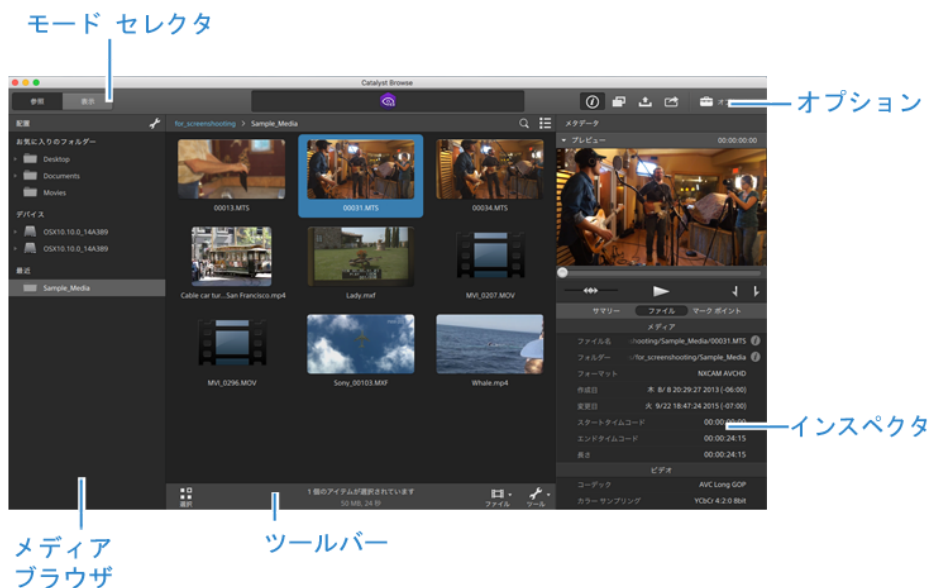 モード セレクタ
Catalyst Browse
参照
表示
オプション
配置
for_screenshooting > Sample_Media
メタデータ
お気に入りのフォルダー
Desktop
Documents
Movies
デバイス
OSX10.10.0_14A389
OSX10.10.0_14A389
最近
Sample_Media
00013.MTS
00031.MTS
00034.MTS
Cable car tur...San Francisco.mp4
Lady.mxf
MVI_0207.MOV
MVI_0296.MOV
Sony_00103.MXF
Whale.mp4
プレビュー
00:00:00:00
サマリー
ファイル
マーク ポイント
メディア
ファイル名 :hooting/Sample_Media/00031.MTS
フォルダー :/for_screenshooting/Sample_Media
フォーマット NXCAM AVCHD
作成日 木 8/ 8 20:29:27 2013 (-06:00)
変更日 火 9/22 18:47:24 2015 (-07:00)
スタートタイムコード 00:00:00:00
エンドタイムコード 00:00:24:15
長さ 00:00:24:15
ビデオ
コーデック AVC Long GOP
カラー サンプリング YCbCr 4:2:0 8bit
インスペクタ
選択
1 個のアイテムが選択されています
50 MB, 24 秒
ファイル
ツール
メディア
ブラウザ
ツールバー